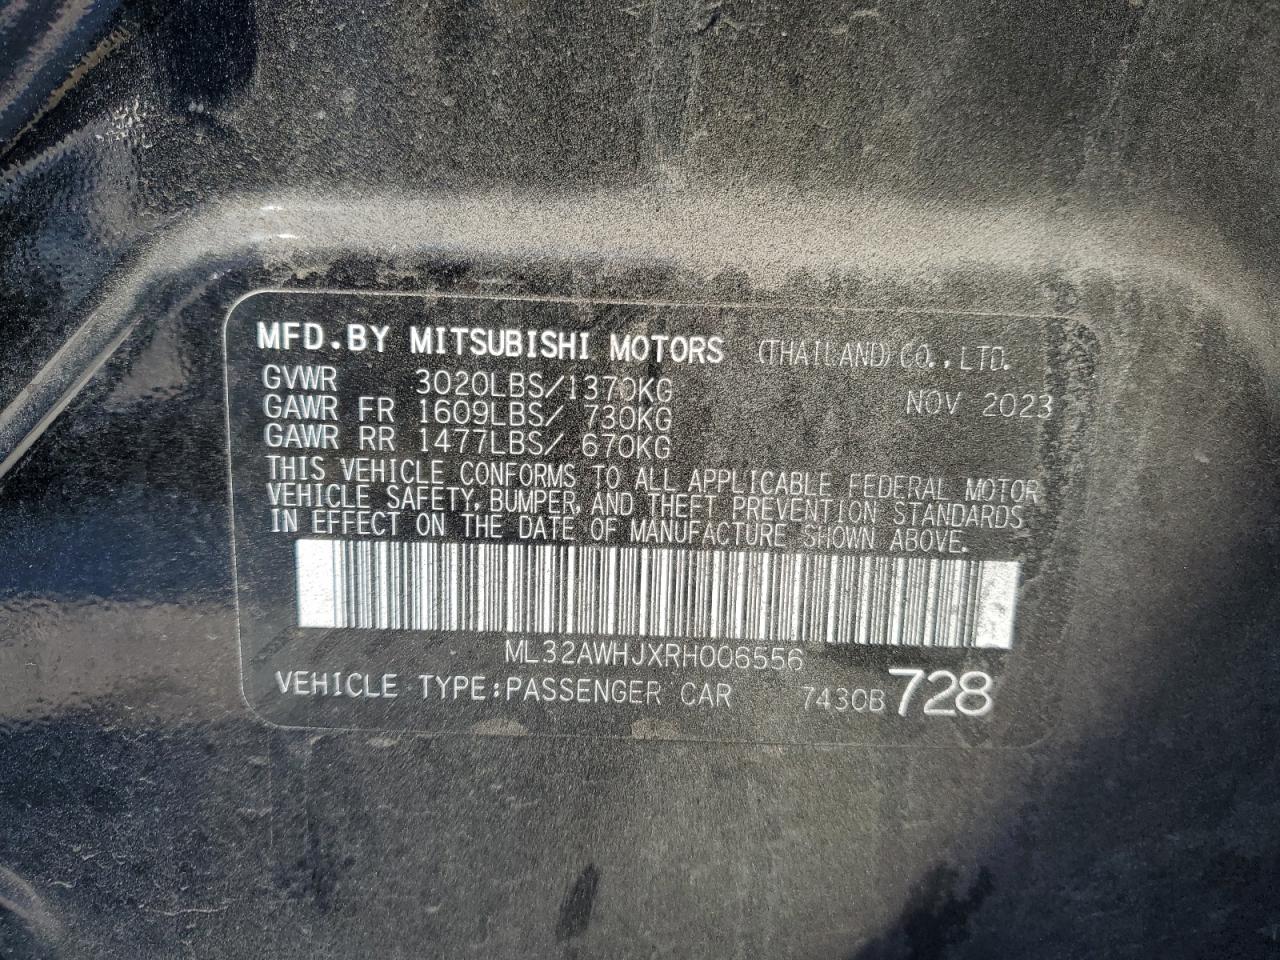 MFD.BY MITSUBISHI MOTORS (THAILAND) CO.,LTD.
GVWR 3020LBS/1370KG NOV 2023
GAWR FR 1609LBS/ 730KG
GAWR RR 1477LBS/ 670KG
THIS VEHICLE CONFORMS TO ALL APPLICABLE FEDERAL MOTOR
VEHICLE SAFETY, BUMPER, AND THEFT PREVENTION STANDARDS
IN EFFECT ON THE DATE OF MANUFACTURE SHOWN ABOVE.
ML32AWHJXRH006556
VEHICLE TYPE:PASSENGER CAR 7430B 728